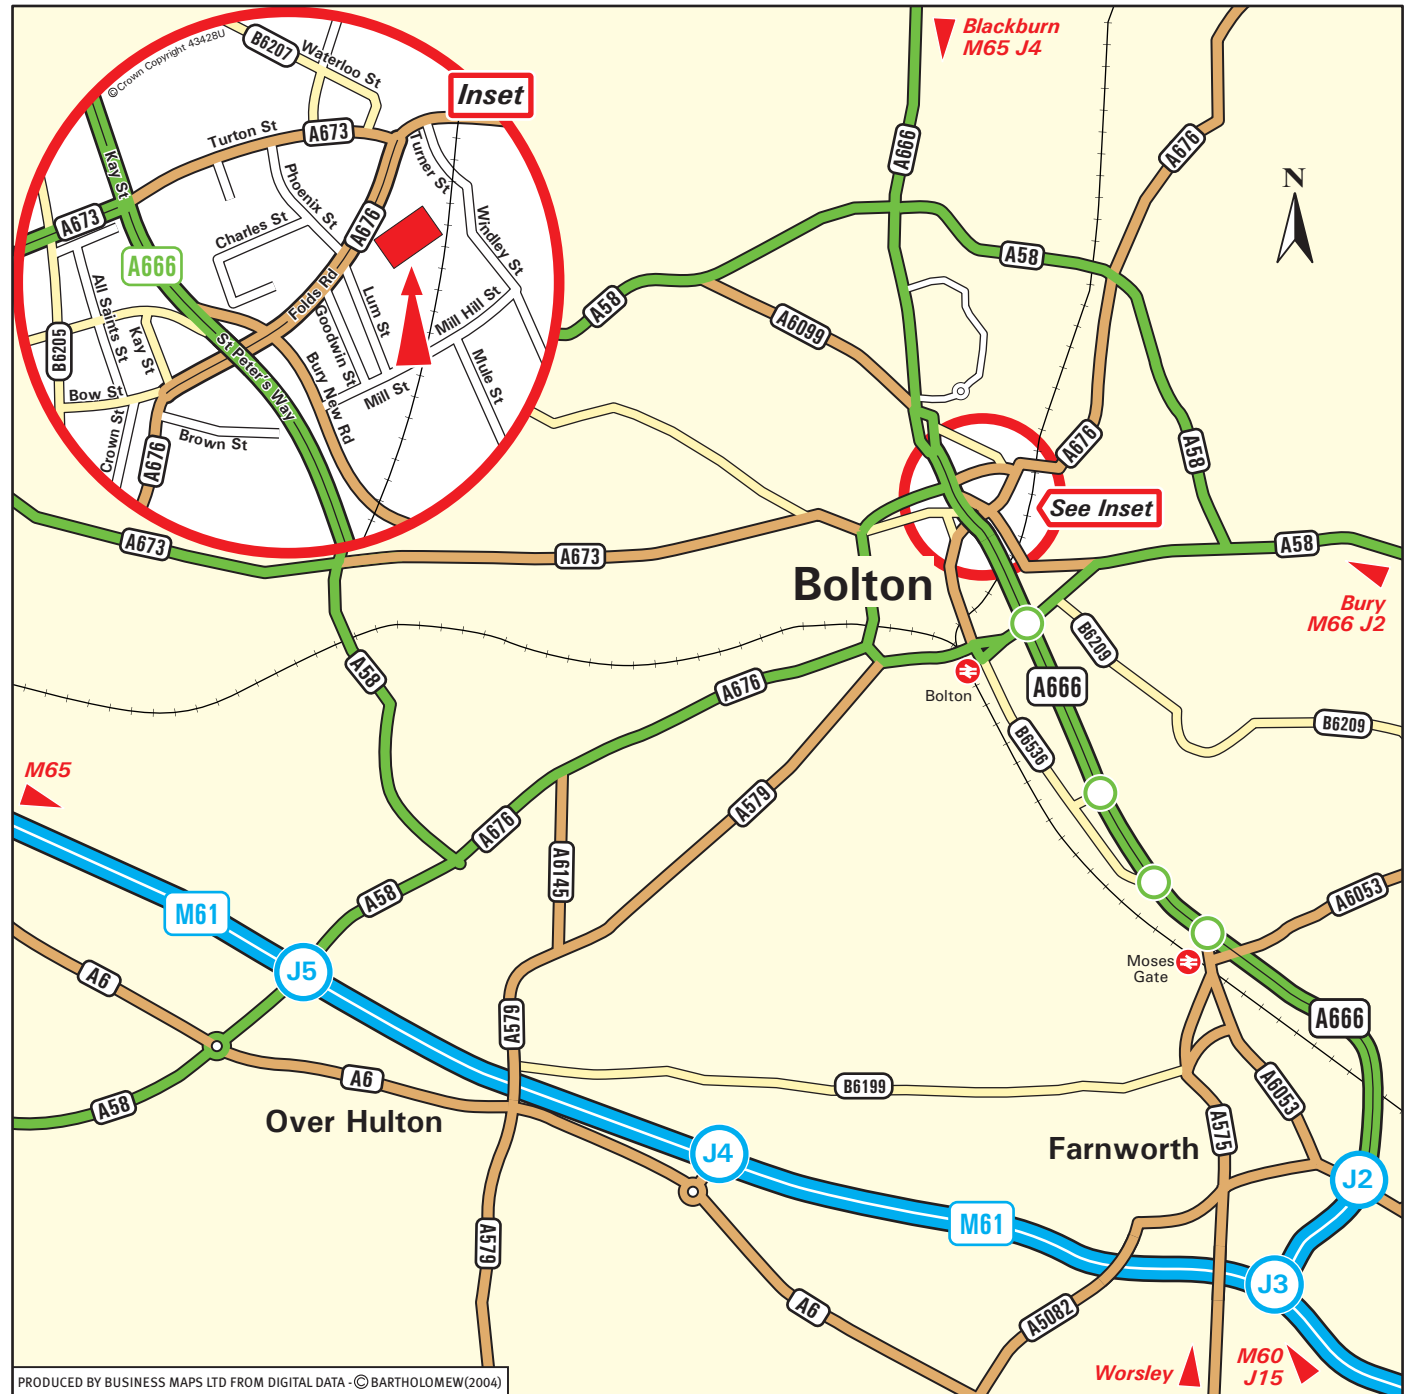 ©Crown Copyright 43428U
B6207
Waterloo St
Inset
Turton St
A673
Turner St
Kay St
Phoenix St
A673
Charles St
A676
Windley St
A666
All Saints St
Folds Rd
Lum St
Mill Hill St
Goodwin St
Kay St
B6205
St Peter's Way
Bury New Rd
Mule St
Bow St
Mill St
Crown St
Brown St
A676
Blackburn
M65 J4
A666
A676
N
A58
A58
A6099
A676
A58
See Inset
A673
A673
A58
Bolton
Bury
M66 J2
B6209
A58
A676
Bolton
A666
B6209
B6536
M65
A579
A676
A6145
A58
A6053
M61
J5
Moses
Gate
A6
A579
A666
A6
B6199
A6053
A58
Over Hulton
A575
Farnworth
J4
J2
M61
A579
J3
A6
A5082
Worsley
M60
J15
PRODUCED BY BUSINESS MAPS LTD FROM DIGITAL DATA - © BARTHOLOMEW(2004)